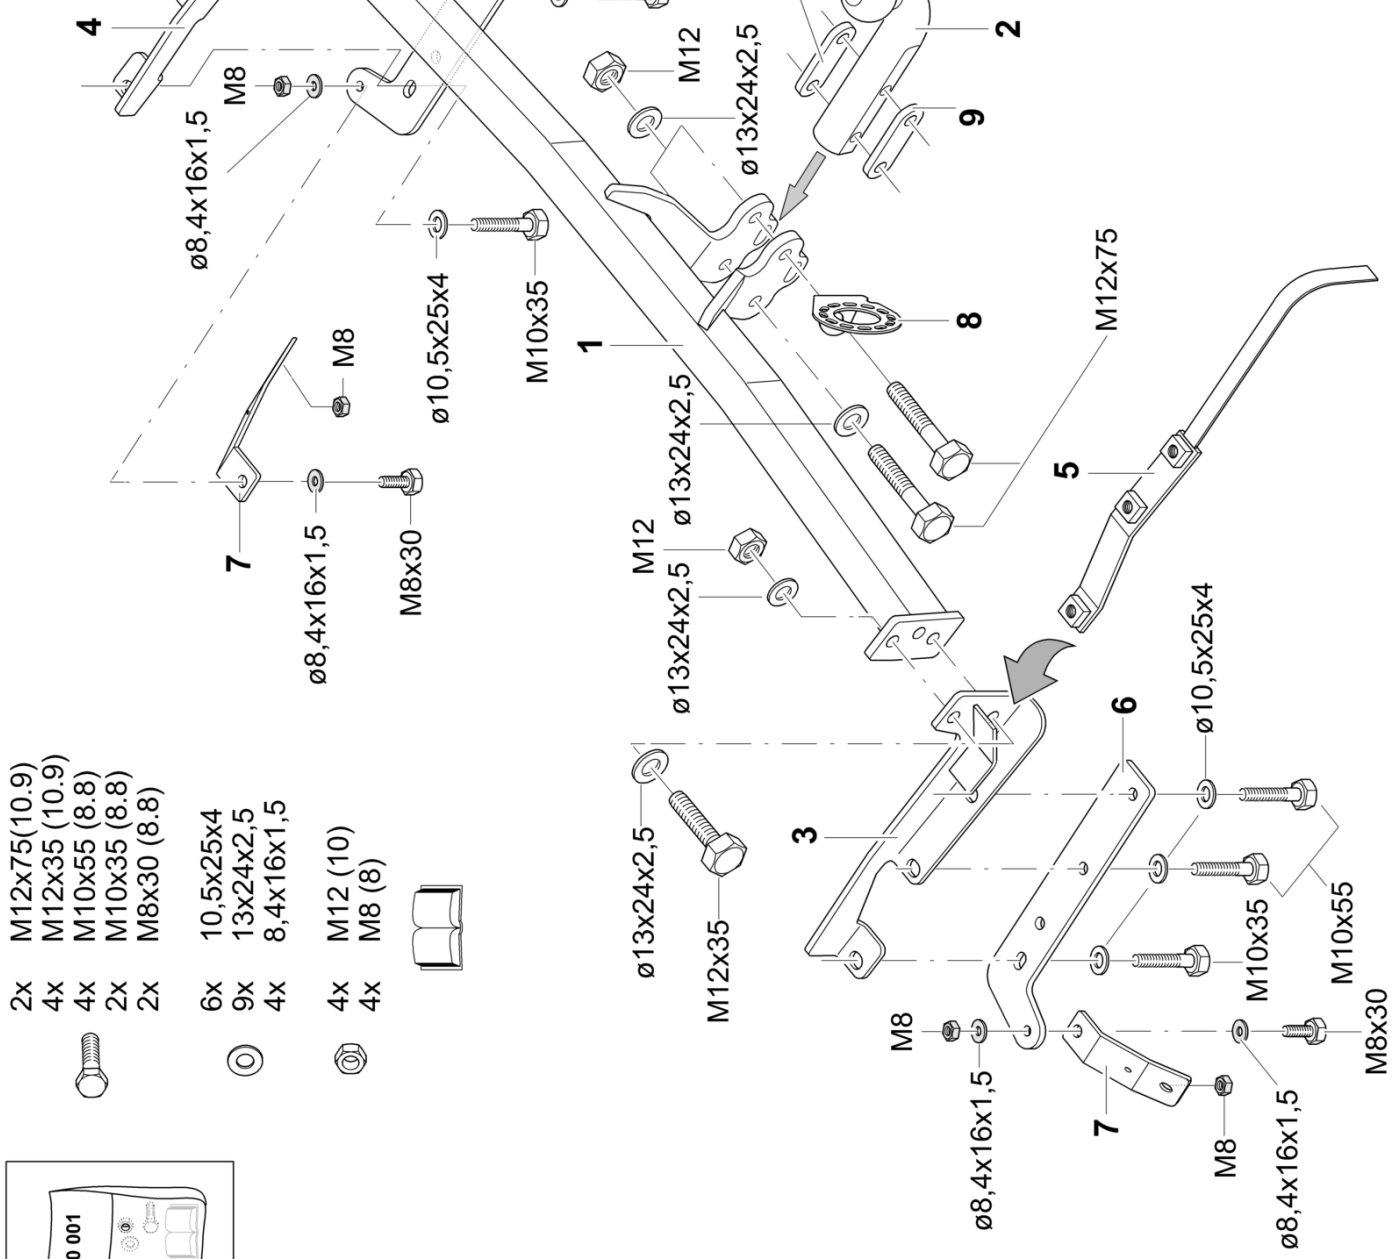 2x M12x75(10.9)
4x M12x35 (10.9)
4x M10x55 (8.8)
2x M10x35 (8.8)
2x M8x30 (8.8)
6x 10,5x25x4
9x 13x24x2,5
4x 8,4x16x1,5
4x M12 (10)
4x M8 (8)
0 001
4
ø8,4x16x1,5
M8
7
ø8,4x16x1,5
M8
M8x30
ø10,5x25x4
M10x35
1
M12
ø13x24x2,5
2
9
8
ø13x24x2,5
M12x75
5
M12
ø13x24x2,5
ø13x24x2,5
M12x35
3
6
ø10,5x25x4
M10x35
M10x55
M8
ø8,4x16x1,5
7
M8
ø8,4x16x1,5
M8x30